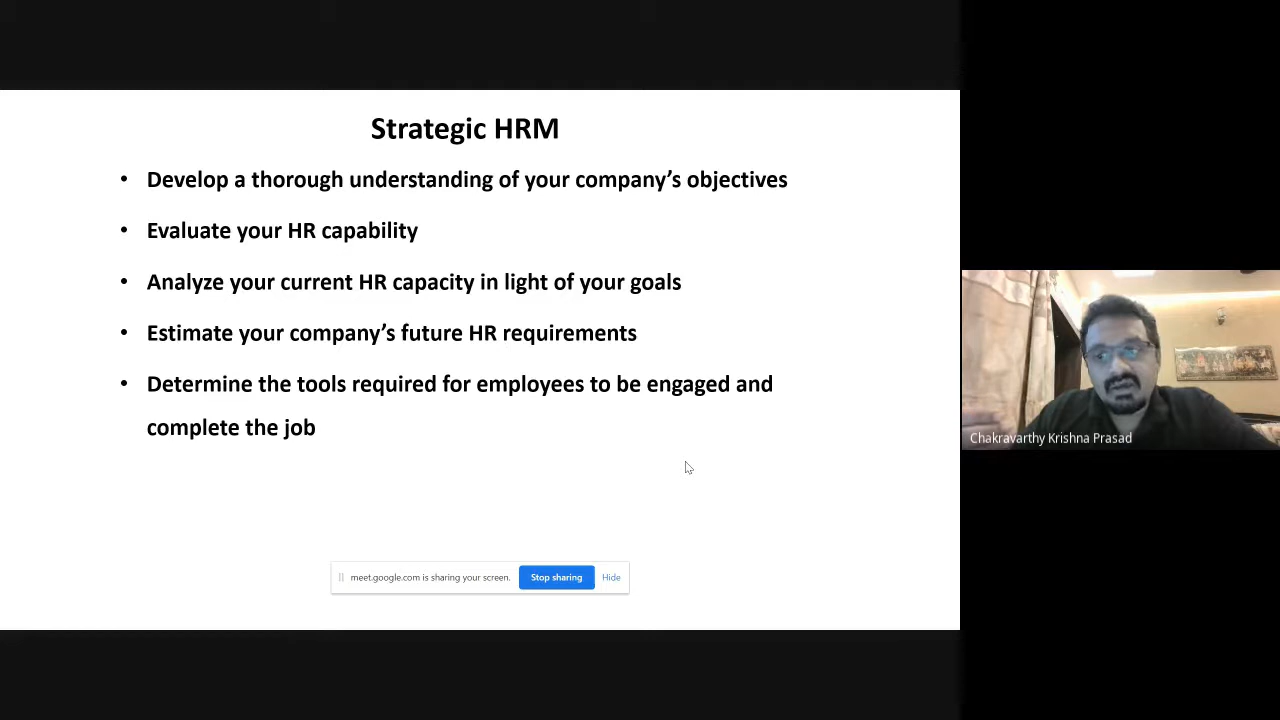 Strategic HRM
• Develop a thorough understanding of your company’s objectives
• Evaluate your HR capability
• Analyze your current HR capacity in light of your goals
• Estimate your company’s future HR requirements
• Determine the tools required for employees to be engaged and
complete the job
Chakravarthy Krishna Prasad
meet.google.com is sharing your screen. Stop sharing Hide